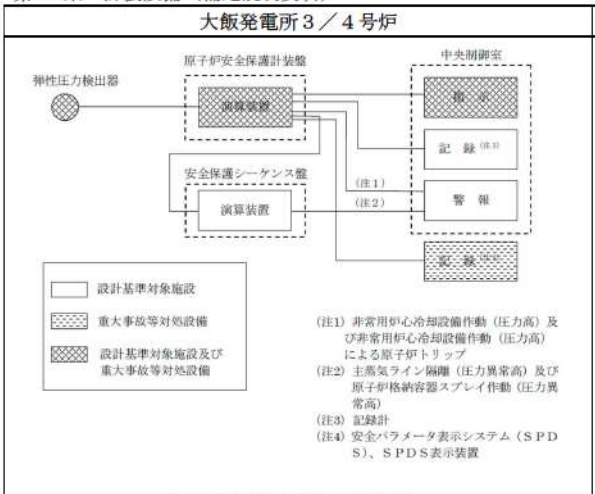 大飯発電所３／４号炉
中央制御室
原子炉安全保護計装盤
弾性圧力検出器
演算装置
指 示
記 録 (注3)
安全保護シーケンス盤
(注1)
(注2)
警 報
演算装置
記 録 (注4)
設計基準対象施設
重大事故等対処設備
設計基準対象施設及び
重大事故等対処設備
(注1) 非常用炉心冷却設備作動（圧力高）及
び非常用炉心冷却設備作動（圧力高）
による原子炉トリップ
(注2) 主蒸気ライン隔離（圧力異常高）及び
原子炉格納容器スプレイ作動（圧力異
常高）
(注3) 記録計
(注4) 安全パラメータ表示システム（ＳＰＤ
Ｓ）、ＳＰＤＳ表示装置